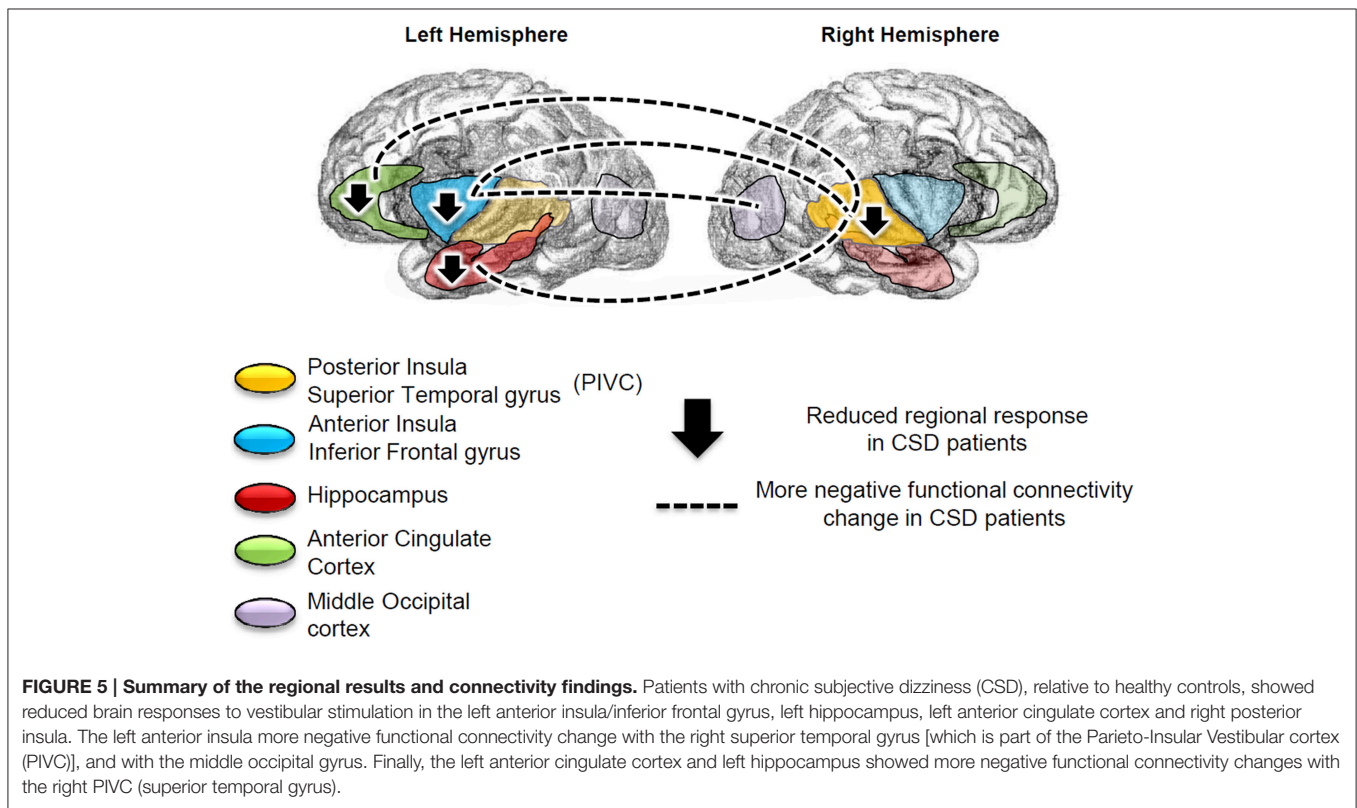 Left Hemisphere
Right Hemisphere
Posterior Insula
Superior Temporal gyrus
(PIVC)
Anterior Insula
Inferior Frontal gyrus
Hippocampus
Anterior Cingulate
Cortex
Middle Occipital
cortex
Reduced regional response
in CSD patients
More negative functional connectivity
change in CSD patients
FIGURE 5 | Summary of the regional results and connectivity findings. Patients with chronic subjective dizziness (CSD), relative to healthy controls, showed
reduced brain responses to vestibular stimulation in the left anterior insula/inferior frontal gyrus, left hippocampus, left anterior cingulate cortex and right posterior
insula. The left anterior insula more negative functional connectivity change with the right superior temporal gyrus [which is part of the Parieto-Insular Vestibular cortex
(PIVC)], and with the middle occipital gyrus. Finally, the left anterior cingulate cortex and left hippocampus showed more negative functional connectivity changes with
the right PIVC (superior temporal gyrus).